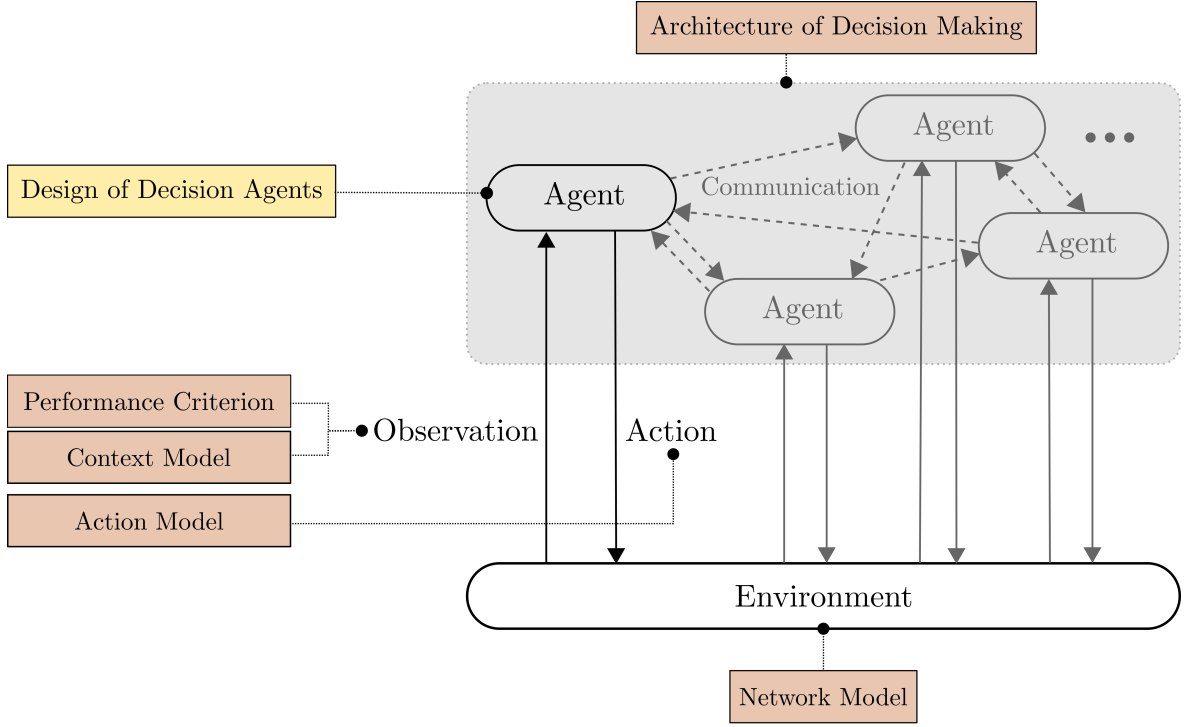 Architecture of Decision Making
Agent
Design of Decision Agents
Agent
Communication
Agent
Agent
Performance Criterion
Observation
Action
Context Model
Action Model
Environment
Network Model